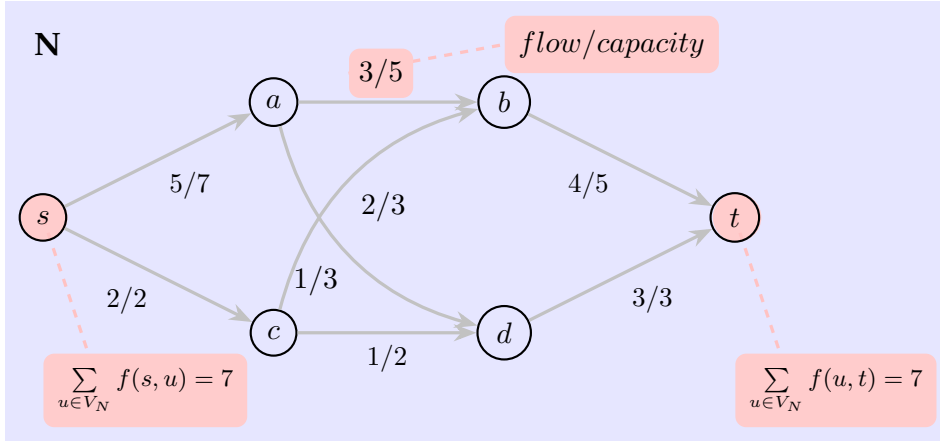 N
flow/capacity
3/5
a
b
5/7
2/3
4/5
s
t
2/2
1/3
3/3
c
d
1/2
∑ f(s, u) = 7
u∈V_N
∑ f(u, t) = 7
u∈V_N